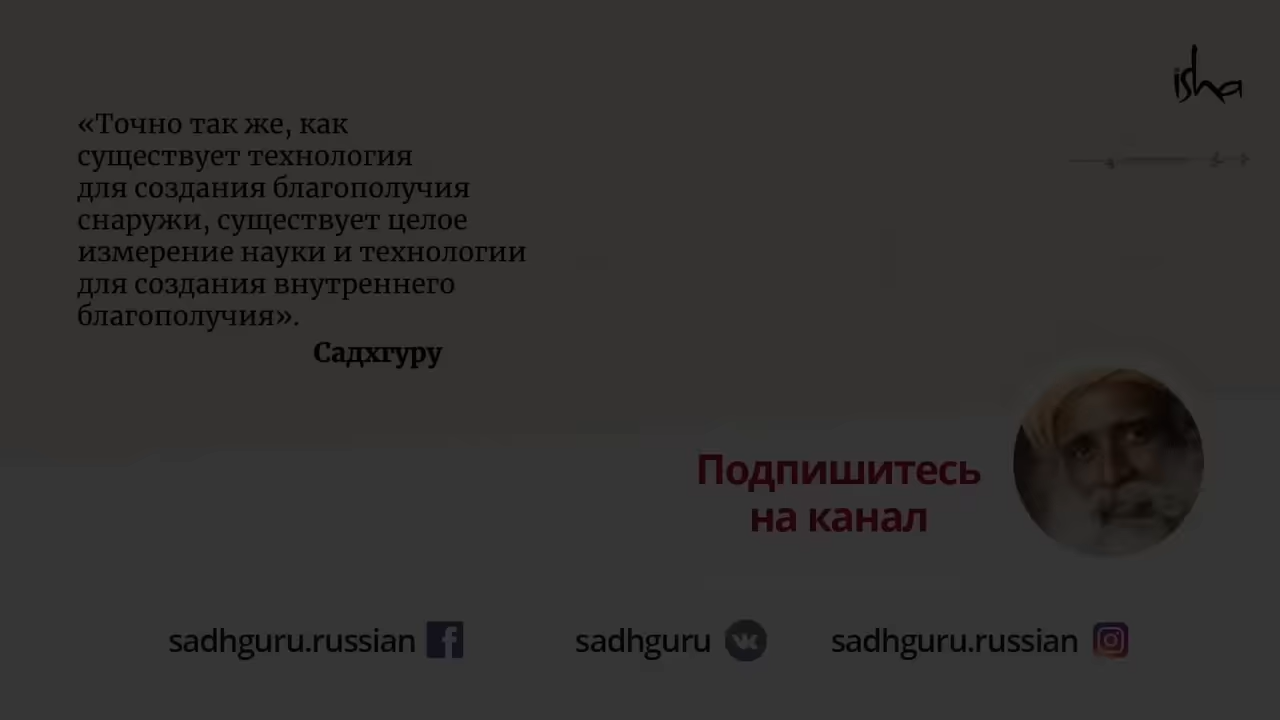 isha
«Точно так же, как
существует технология
для создания благополучия
снаружи, существует целое
измерение науки и технологии
для создания внутреннего
благополучия».
Садхгуру
Подпишитесь
на канал
sadhguru.russian
sadhguru
sadhguru.russian